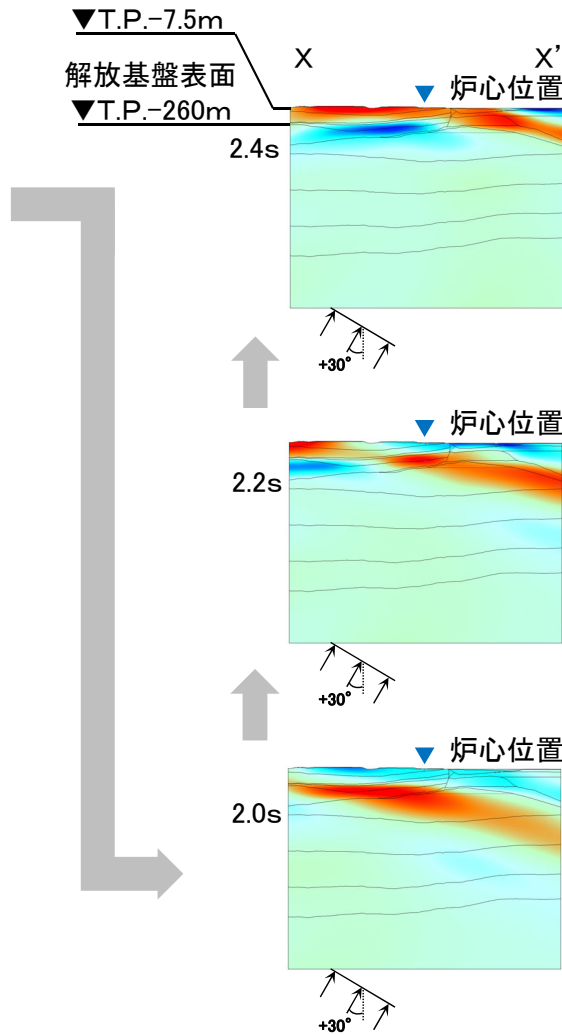 ▼T.P.-7.5m
X X'
解放基盤表面
▼炉心位置
▼T.P.-260m
2.4s
+30°
▼炉心位置
2.2s
+30°
▼炉心位置
2.0s
+30°